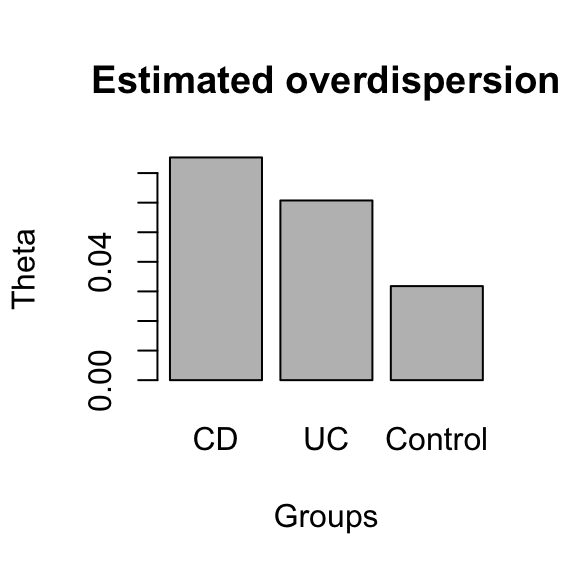 Estimated overdispersion
Theta
0.04
0.00
CD UC Control
Groups